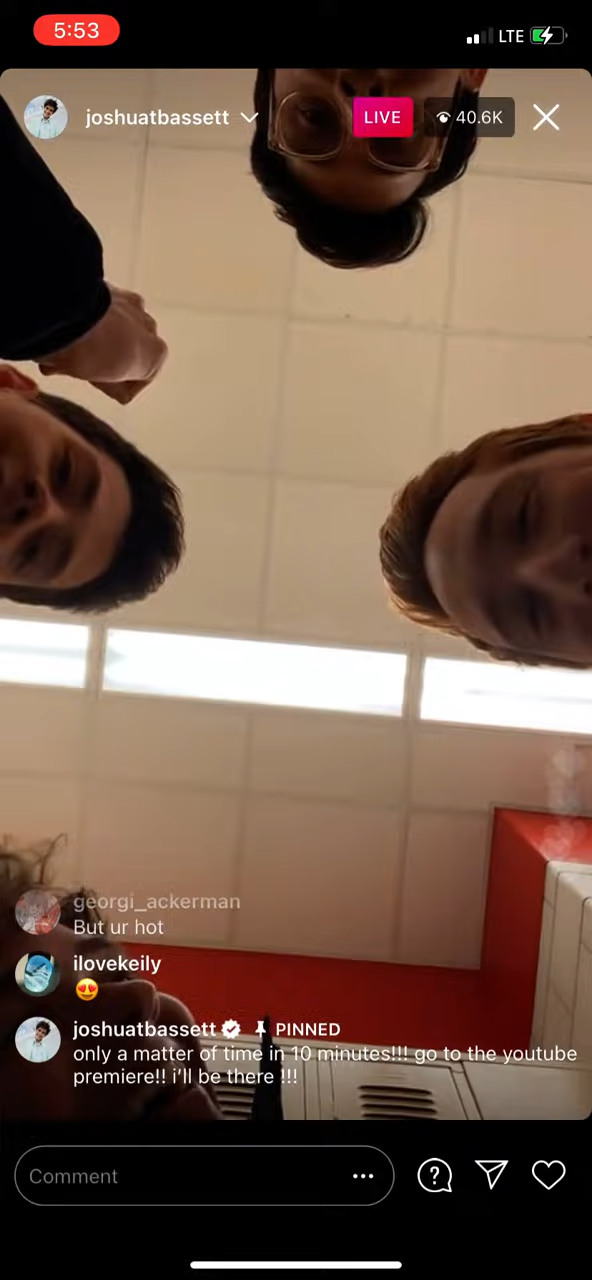 5:53
LTE
joshuatbassett
LIVE
40.6K
georgi_ackerman
But ur hot
ilovekeily
😍
joshuatbassett PINNED
only a matter of time in 10 minutes!!! go to the youtube
premiere!! i'll be there !!!
Comment